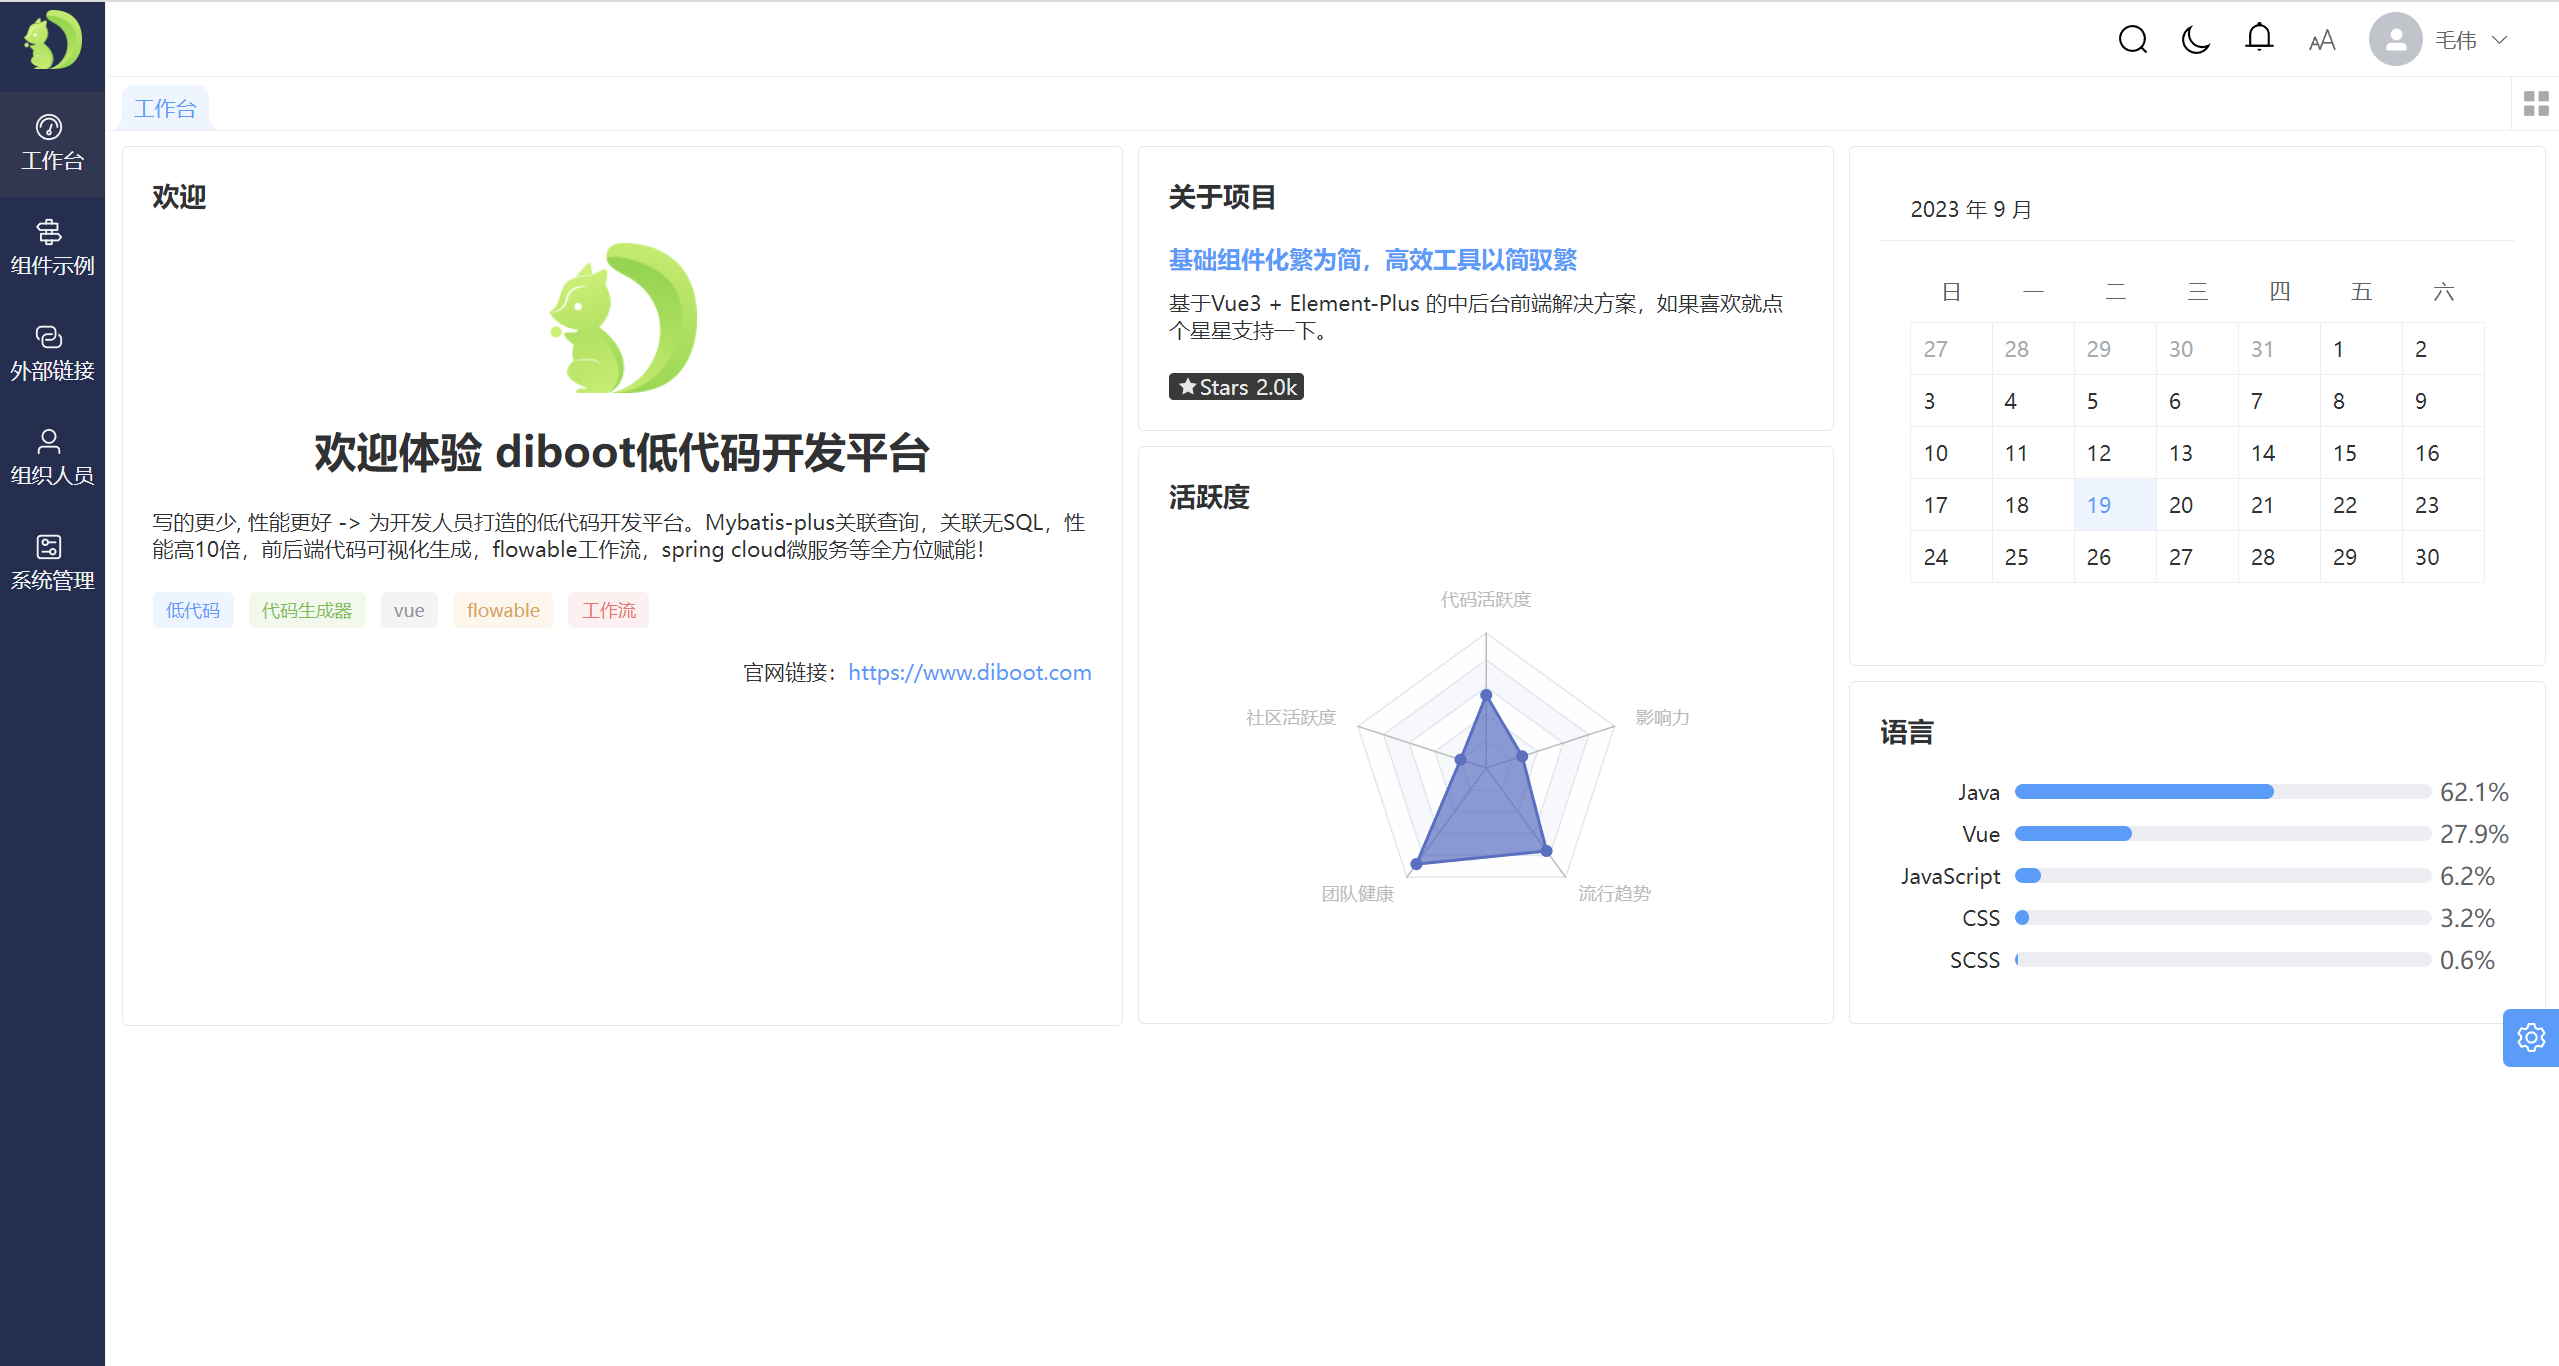 毛伟
工作台
组件示例
外部链接
组织人员
系统管理
工作台
欢迎
欢迎体验 diboot低代码开发平台
写的更少, 性能更好 -> 为开发人员打造的低代码开发平台。Mybatis-plus关联查询，关联无SQL，性
能高10倍，前后端代码可视化生成，flowable工作流，spring cloud微服务等全方位赋能！
低代码 代码生成器 vue flowable 工作流
官网链接：https://www.diboot.com
关于项目
基础组件化繁为简，高效工具以简驭繁
基于Vue3 + Element-Plus 的中后台前端解决方案，如果喜欢就点
个星星支持一下。
Stars 2.0k
活跃度
代码活跃度
社区活跃度 影响力
团队健康 流行趋势
2023 年 9 月
日 一 二 三 四 五 六
27 28 29 30 31 1 2
3 4 5 6 7 8 9
10 11 12 13 14 15 16
17 18 19 20 21 22 23
24 25 26 27 28 29 30
语言
Java 62.1%
Vue 27.9%
JavaScript 6.2%
CSS 3.2%
SCSS 0.6%